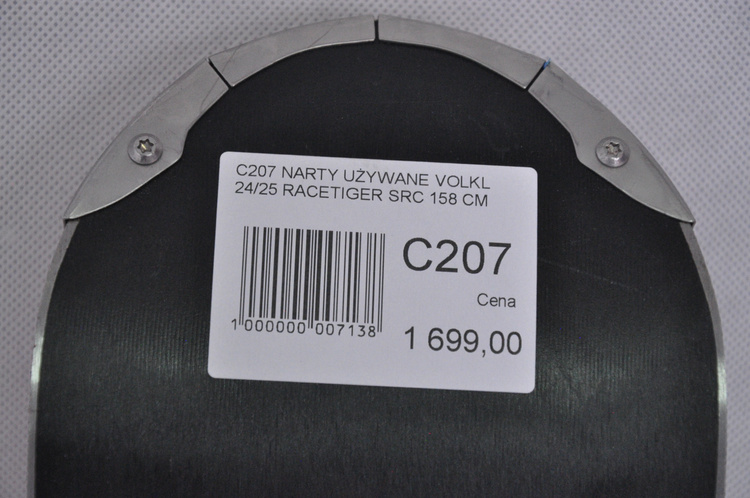 C207 NARTY UŻYWANE VOLKL
24/25 RACETIGER SRC 158 CM
C207
Cena
1 699,00
1 000000 007138